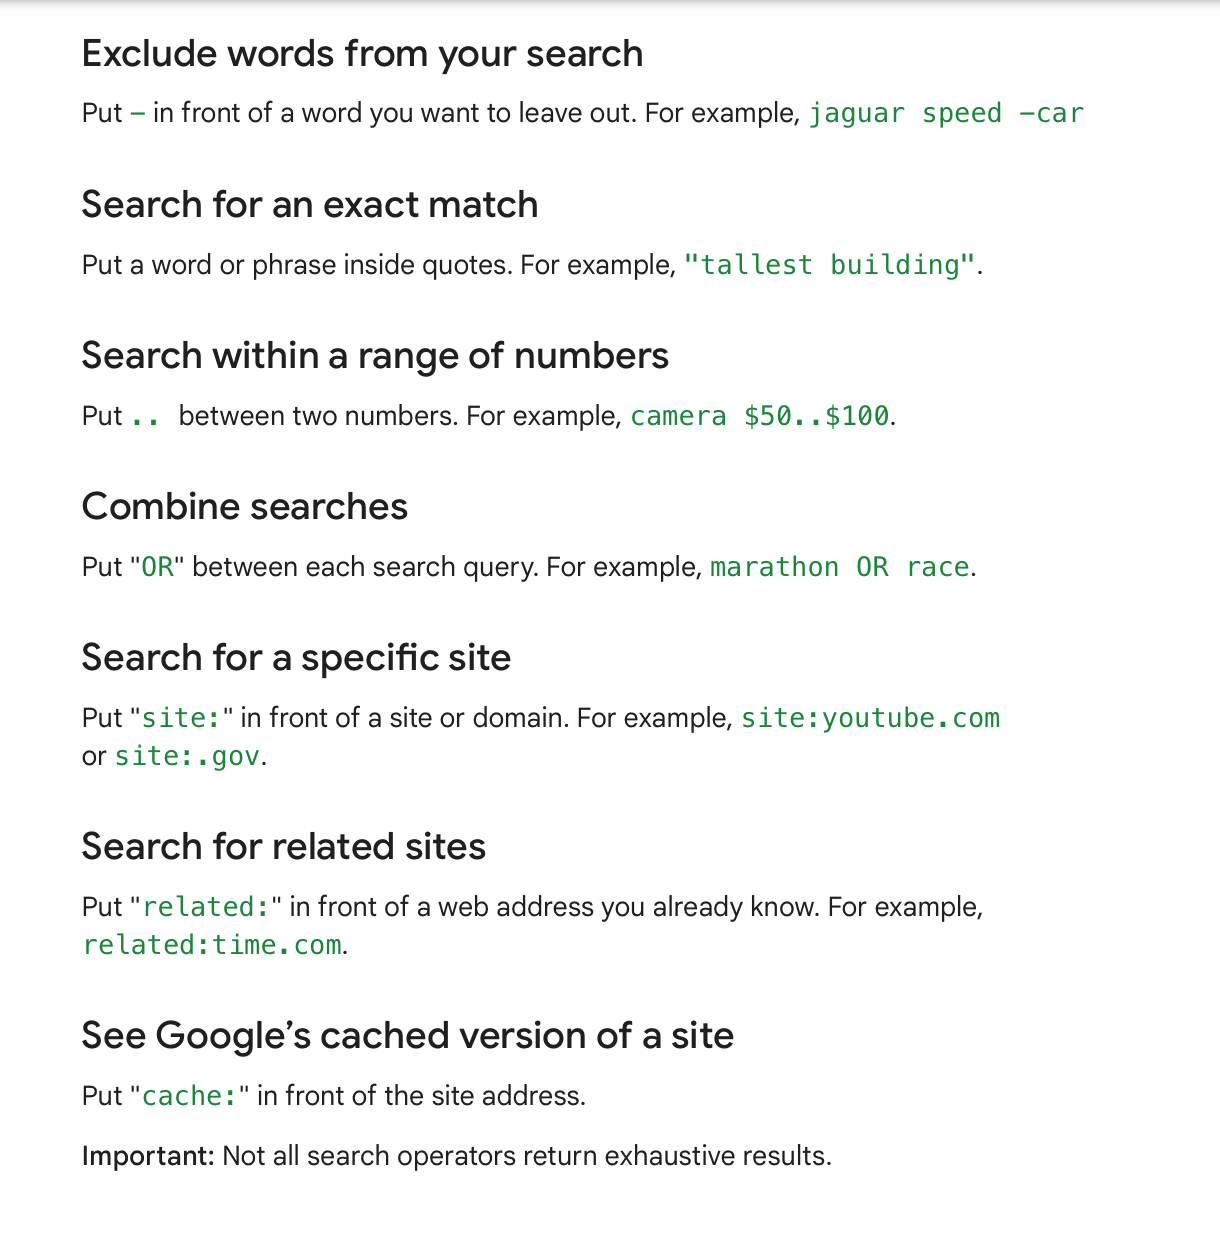 Exclude words from your search
Put - in front of a word you want to leave out. For example, jaguar speed -car
Search for an exact match
Put a word or phrase inside quotes. For example, "tallest building".
Search within a range of numbers
Put .. between two numbers. For example, camera $50..$100.
Combine searches
Put "OR" between each search query. For example, marathon OR race.
Search for a specific site
Put "site:" in front of a site or domain. For example, site:youtube.com
or site:.gov.
Search for related sites
Put "related:" in front of a web address you already know. For example,
related:time.com.
See Google’s cached version of a site
Put "cache:" in front of the site address.
Important: Not all search operators return exhaustive results.